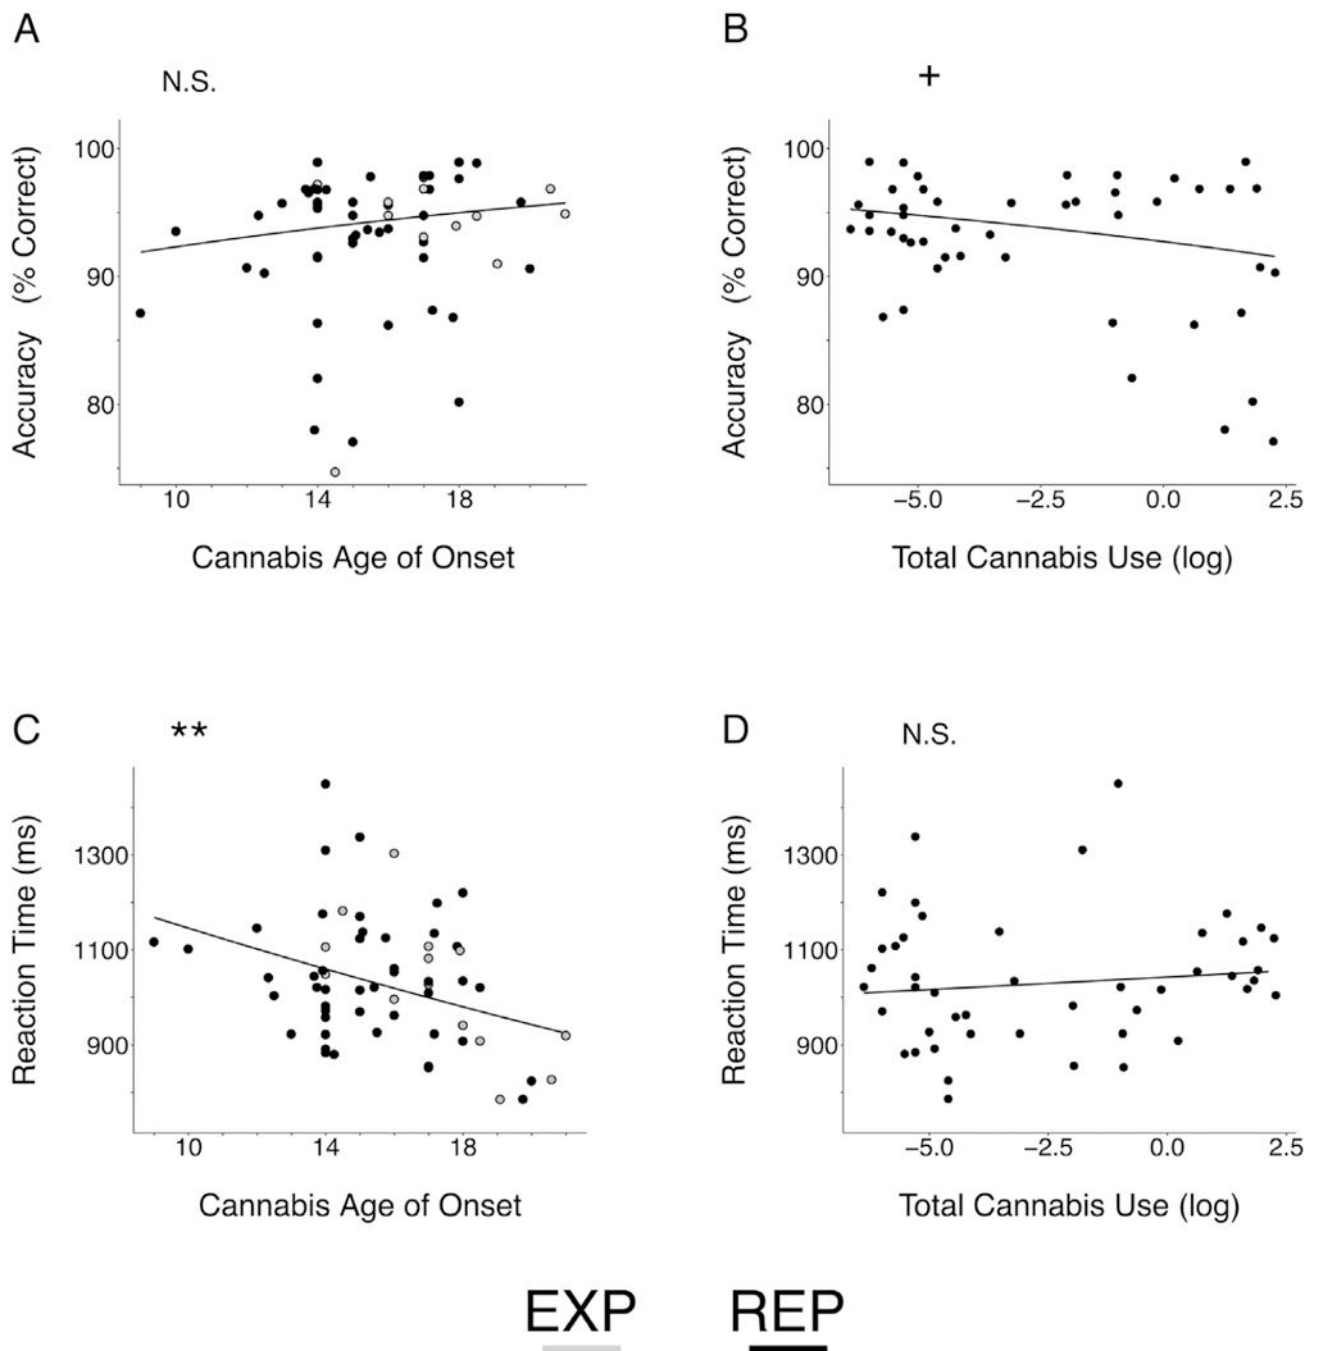 A
N.S.
Accuracy (% Correct)
100
90
80
10 14 18
Cannabis Age of Onset
B
+
Accuracy (% Correct)
100
90
80
−5.0 −2.5 0.0 2.5
Total Cannabis Use (log)
C
**
Reaction Time (ms)
1300
1100
900
10 14 18
Cannabis Age of Onset
D
N.S.
Reaction Time (ms)
1300
1100
900
−5.0 −2.5 0.0 2.5
Total Cannabis Use (log)
EXP REP